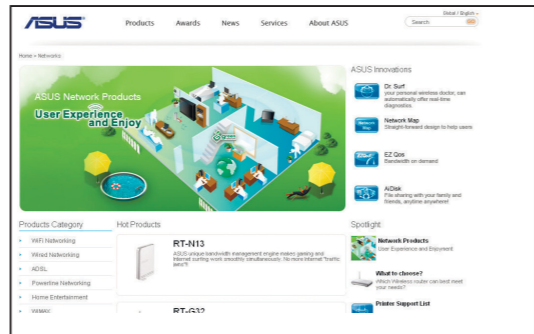 ASUS
Products
Awards
News
Services
About ASUS
Global / English
Search
Home » Networks
ASUS Network Products
User Experience
and Enjoy
ASUS Innovations
Dr. Surf
your personal wireless doctor, can
automatically offer real-time
diagnostics.
Network Map
Straight-forward design to help users
EZ Qos
Bandwidth on demand
AiDisk
File sharing with your family and
friends, anytime anywhere!
Products Category
WiFi Networking
Wired Networking
ADSL
Powerline Networking
Home Entertainment
WiMAX
Hot Products
RT-N13
ASUS unique bandwidth management engine makes gaming and
Internet surfing work smoothly simultaneously. No more Internet "traffic
RT-G32
Spotlight
Network Products
User Experience and Enjoyment
What to choose?
Which Wireless router can best meet
your needs?
Printer Support List